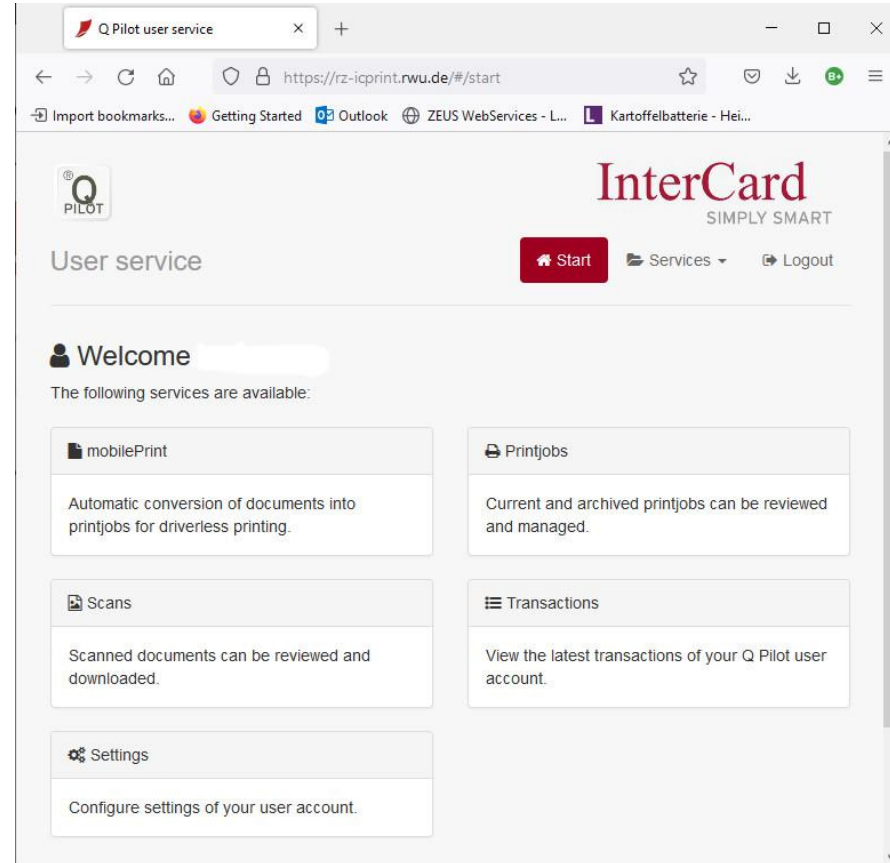 Q Pilot user service
https://rz-icprint.rwu.de/#/start
B+
Import bookmarks... Getting Started Outlook ZEUS WebServices - L... L Kartoffelbatterie - Hei...
® Q PILOT
InterCard
SIMPLY SMART
User service
Start Services Logout
Welcome
The following services are available:
mobilePrint
Automatic conversion of documents into
printjobs for driverless printing.
Printjobs
Current and archived printjobs can be reviewed
and managed.
Scans
Scanned documents can be reviewed and
downloaded.
Transactions
View the latest transactions of your Q Pilot user
account.
Settings
Configure settings of your user account.